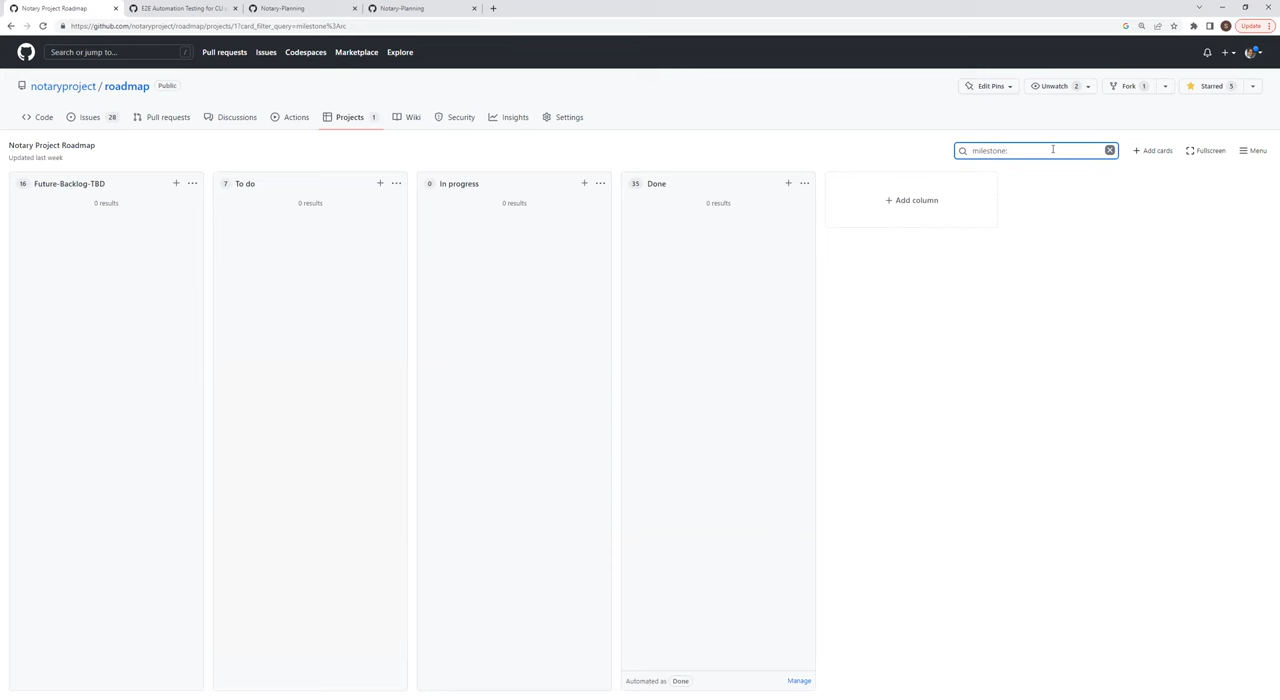 Notary Project Roadmap
E2E Automation Testing for CLI
Notary-Planning
Notary-Planning
https://github.com/notaryproject/roadmap/projects/1?card_filter_query=milestone%3Arc
G
S
Update
Search or jump to...
/
Pull requests
Issues
Codespaces
Marketplace
Explore
notaryproject / roadmap
Public
Edit Pins
Unwatch 2
Fork 1
Starred 5
Code
Issues 28
Pull requests
Discussions
Actions
Projects 1
Wiki
Security
Insights
Settings
Notary Project Roadmap
Updated last week
milestone:
Add cards
Fullscreen
Menu
16 Future-Backlog-TBD
0 results
7 To do
0 results
0 In progress
0 results
35 Done
0 results
Add column
Automated as Done
Manage